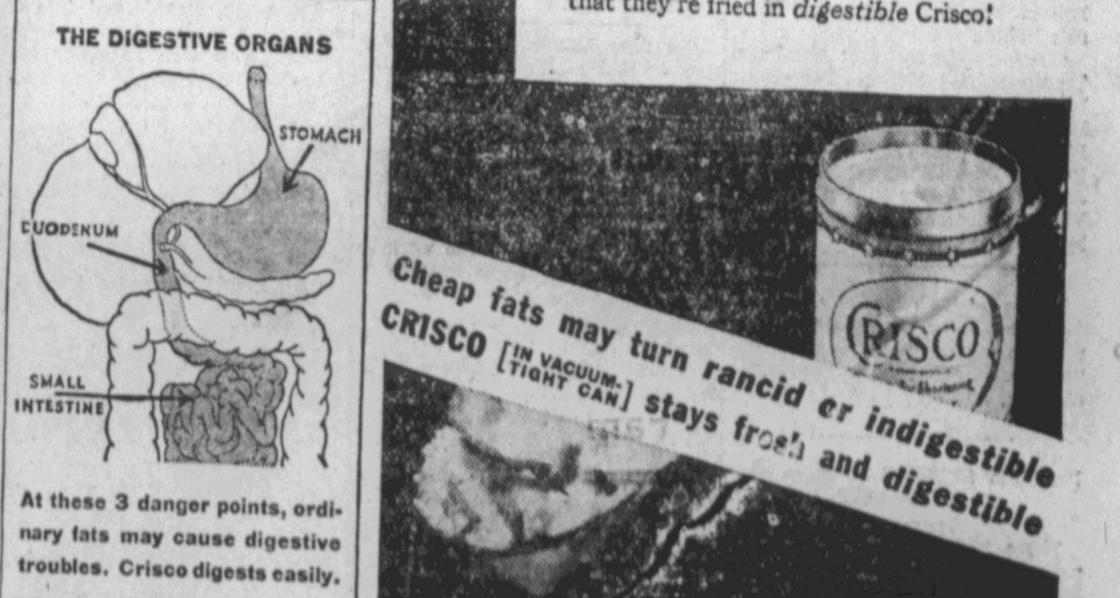 THE DIGESTIVE ORGANS
STOMACH
DUODENUM
SMALL
INTESTINE
At these 3 danger points, ordi-
nary fats may cause digestive
troubles. Crisco digests easily.
that they're fried in digestible Crisco!
CRISCO
Cheap fats may turn rancid or indigestible
CRISCO [IN VACUUM-TIGHT CAN] stays fresh and digestible